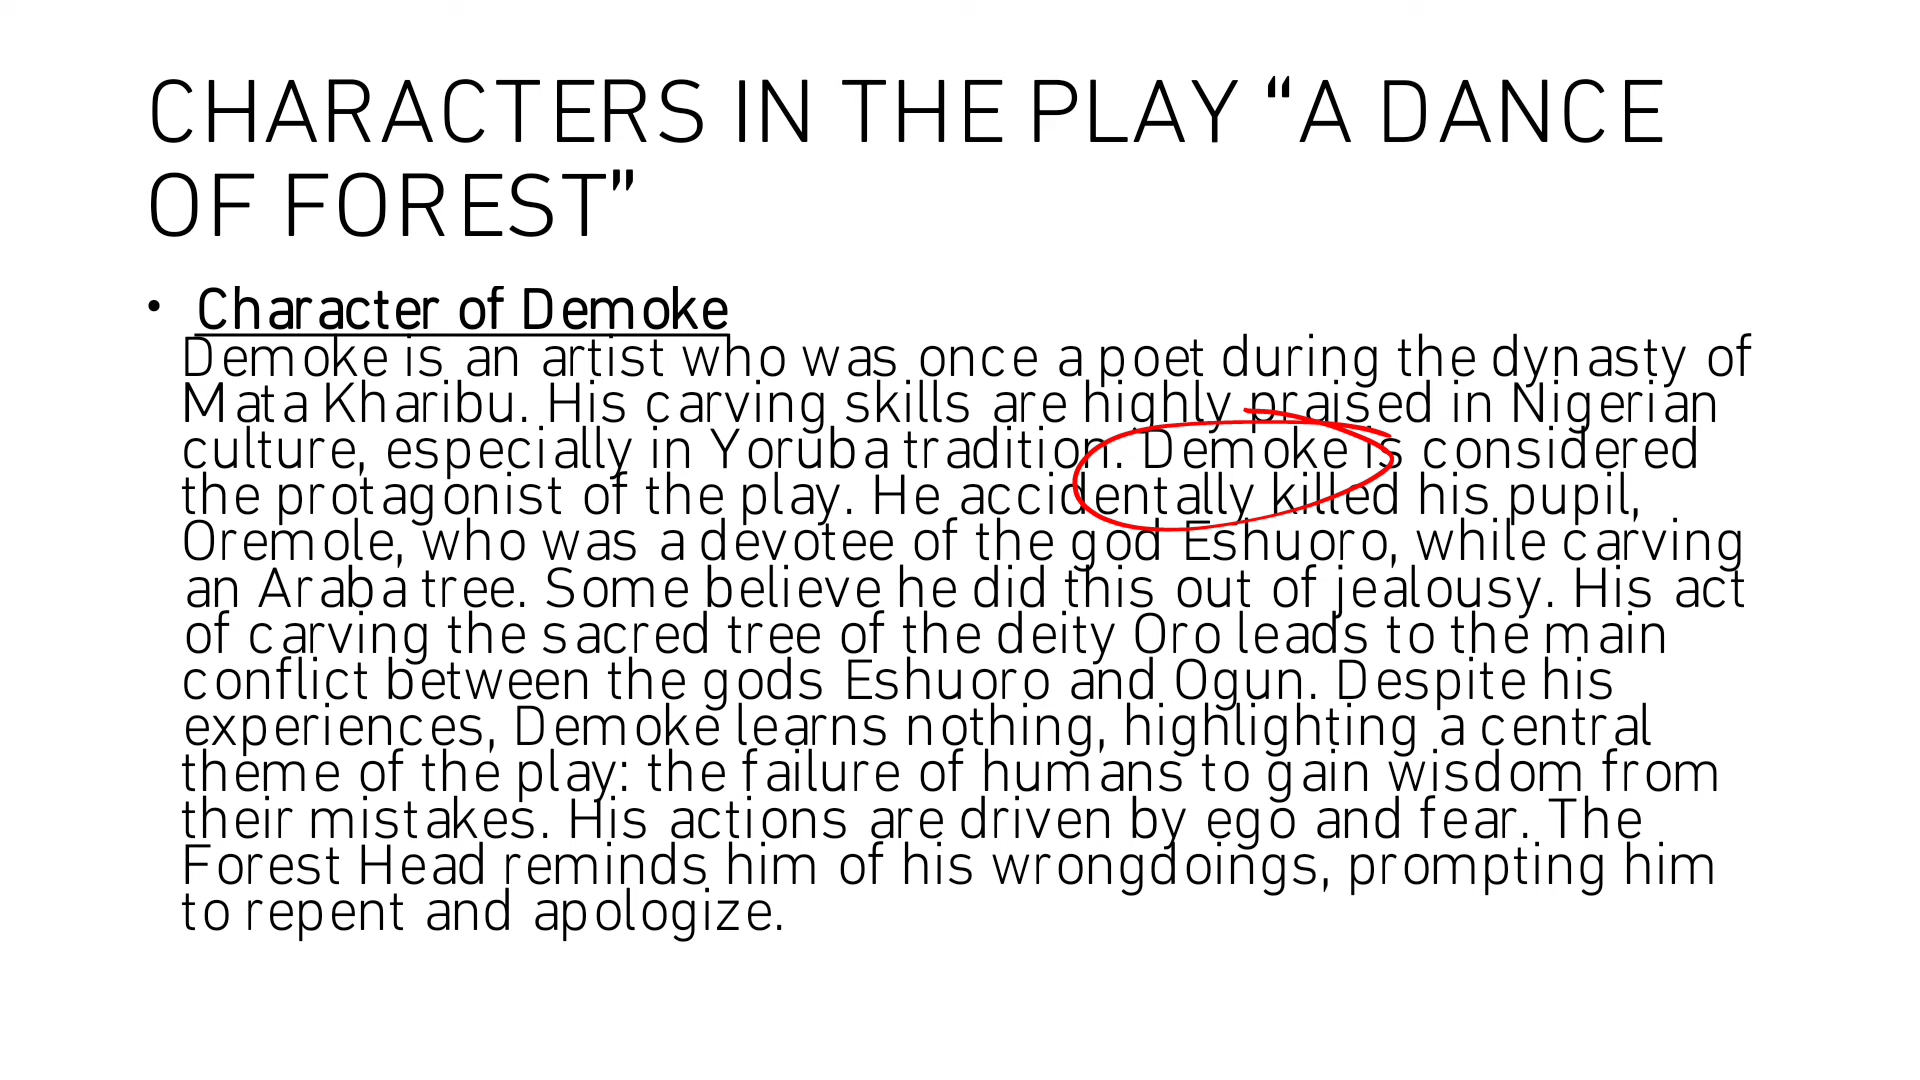 CHARACTERS IN THE PLAY “A DANCE
OF FOREST”
• Character of Demoke
Demoke is an artist who was once a poet during the dynasty of
Mata Kharibu. His carving skills are highly praised in Nigerian
culture, especially in Yoruba tradition. Demoke is considered
the protagonist of the play. He accidentally killed his pupil,
Oremole, who was a devotee of the god Eshuoro, while carving
an Araba tree. Some believe he did this out of jealousy. His act
of carving the sacred tree of the deity Oro leads to the main
conflict between the gods Eshuoro and Ogun. Despite his
experiences, Demoke learns nothing, highlighting a central
theme of the play: the failure of humans to gain wisdom from
their mistakes. His actions are driven by ego and fear. The
Forest Head reminds him of his wrongdoings, prompting him
to repent and apologize.